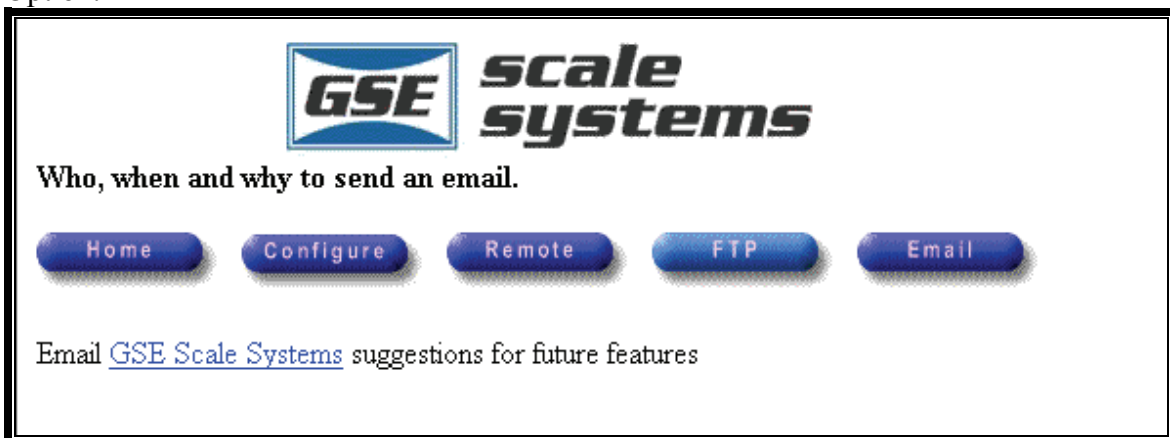 GSE scale
systems
Who, when and why to send an email.
Home Configure Remote FTP Email
Email GSE Scale Systems suggestions for future features